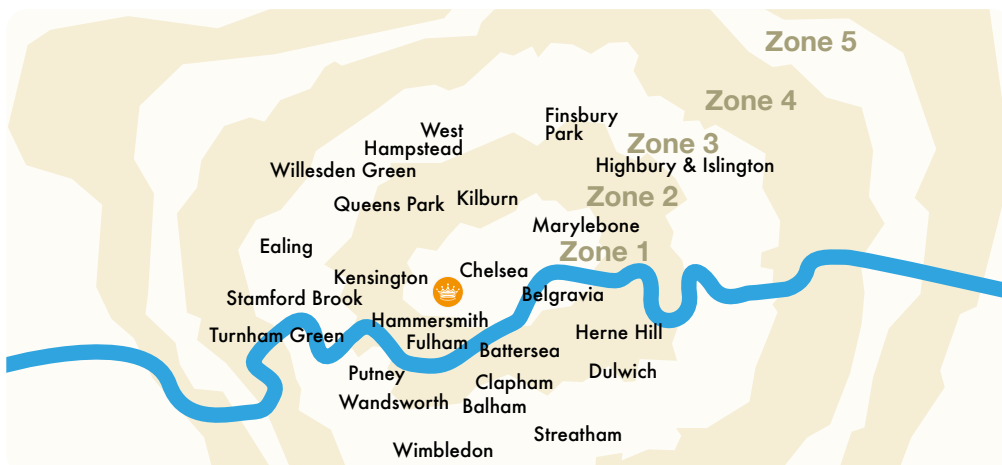 Zone 5
Zone 4
Finsbury
Park
Zone 3
West
Hampstead
Highbury & Islington
Willesden Green
Zone 2
Kilburn
Queens Park
Marylebone
Ealing
Zone 1
Chelsea
Kensington
Belgravia
Stamford Brook
Hammersmith
Herne Hill
Turnham Green
Fulham
Battersea
Dulwich
Putney
Clapham
Wandsworth
Balham
Streatham
Wimbledon